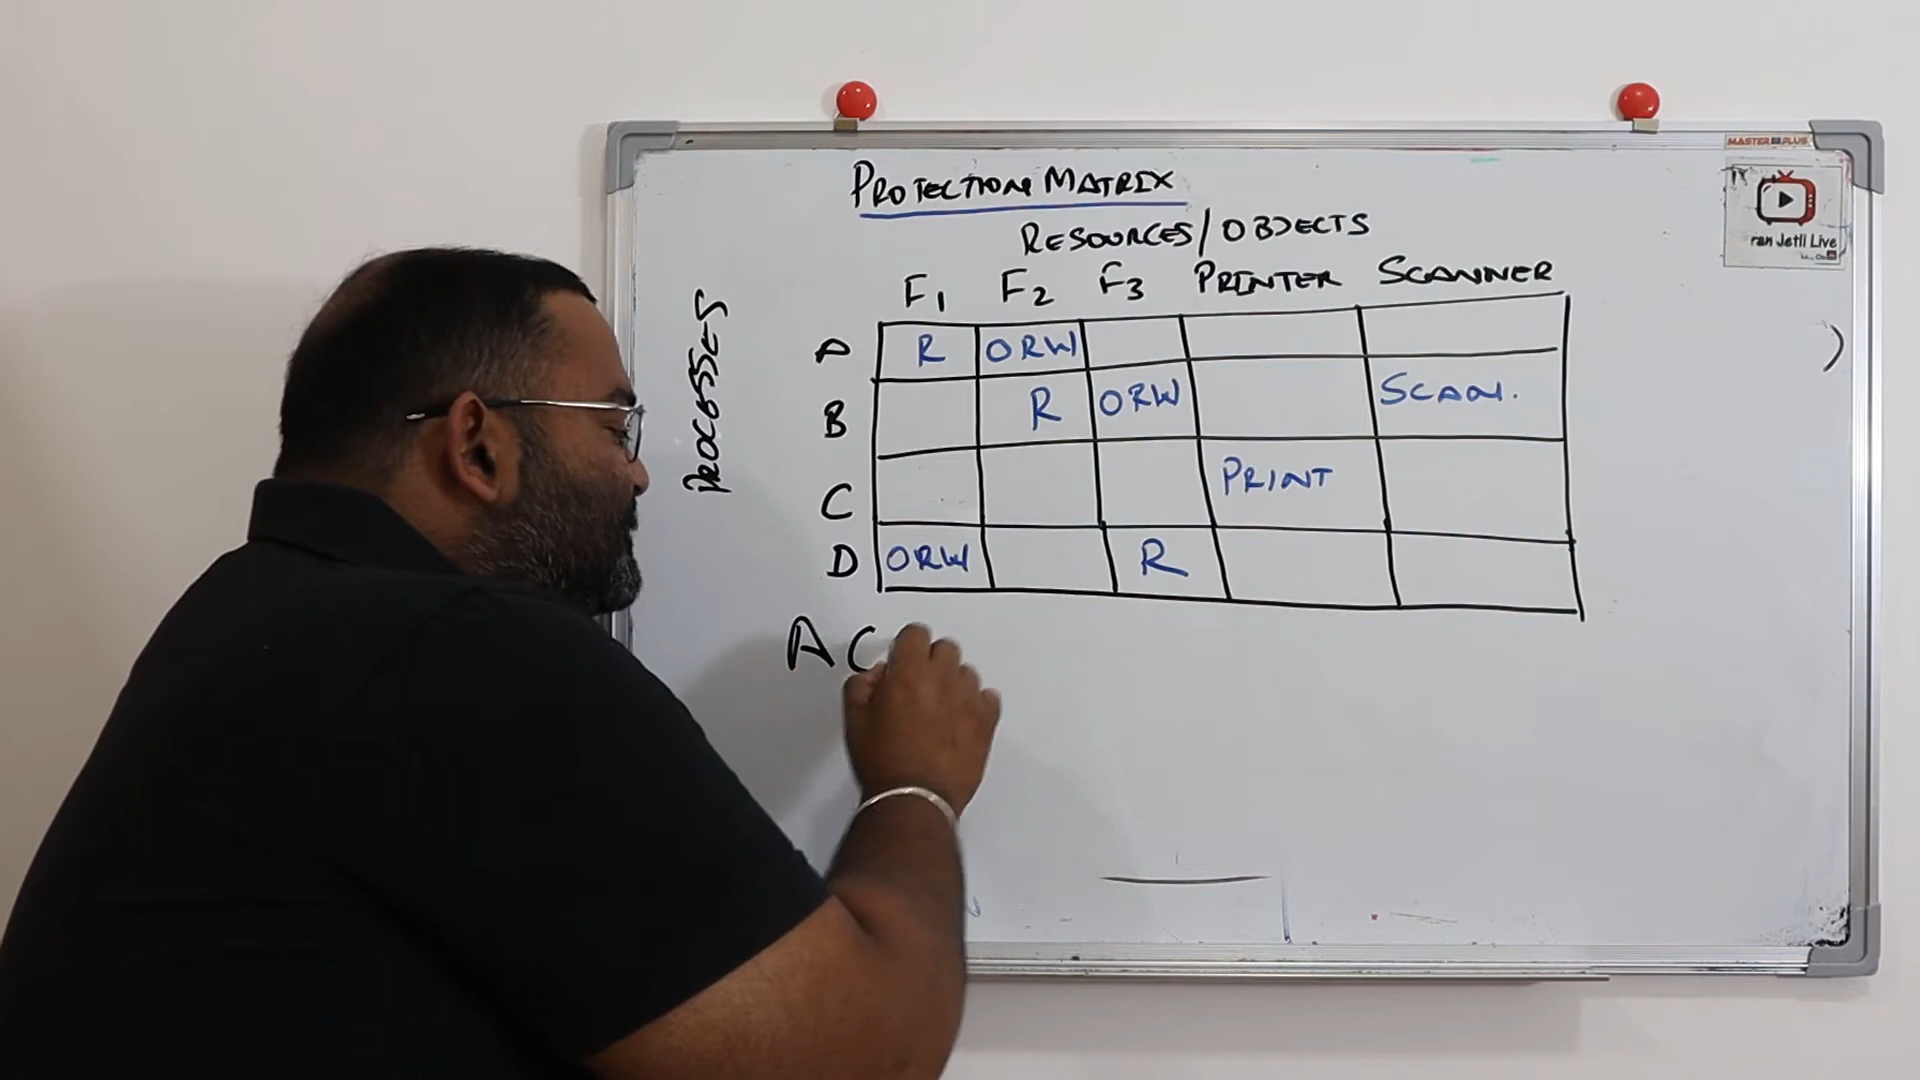 MASTER PLUS
PROTECTION MATRIX
RESOURCES/OBJECTS
ran Jetli Live
PROCESSES
F1 F2 F3 PRINTER SCANNER
A R ORW
B R ORW SCAN.
C PRINT
D ORW R
A C